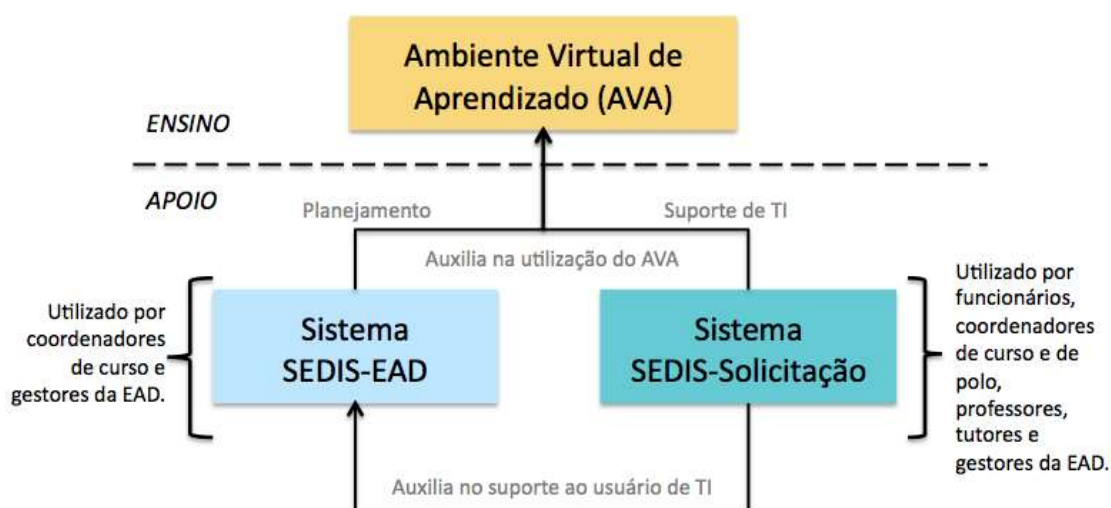 Ambiente Virtual de
Aprendizado (AVA)
ENSINO
APOIO
Planejamento
Suporte de TI
Auxilia na utilização do AVA
Utilizado por
coordenadores
de curso e
gestores da EAD.
Sistema
SEDIS-EAD
Sistema
SEDIS-Solicitação
Utilizado por
funcionários,
coordenadores
de curso e de
polo,
professores,
tutores e
gestores da EAD.
Auxilia no suporte ao usuário de TI